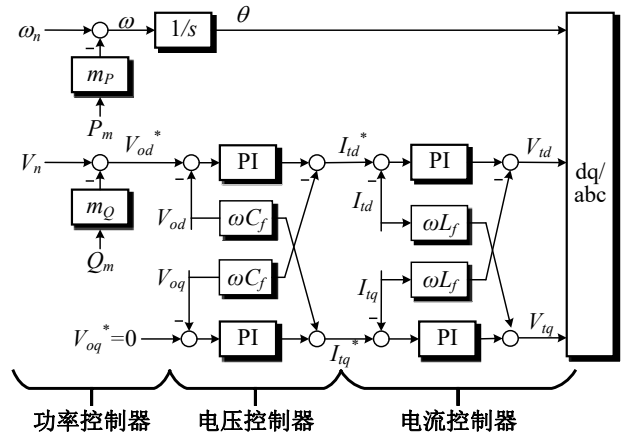 ωn ω 1/s θ
mP
Pm
Vn Vod* PI Itd* PI Vtd
mQ Vod ωCf Itd ωLf dq/
abc
Qm Voq ωCf Itq ωLf
Voq*=0 PI Itq* PI Vtq
功率控制器 电压控制器 电流控制器